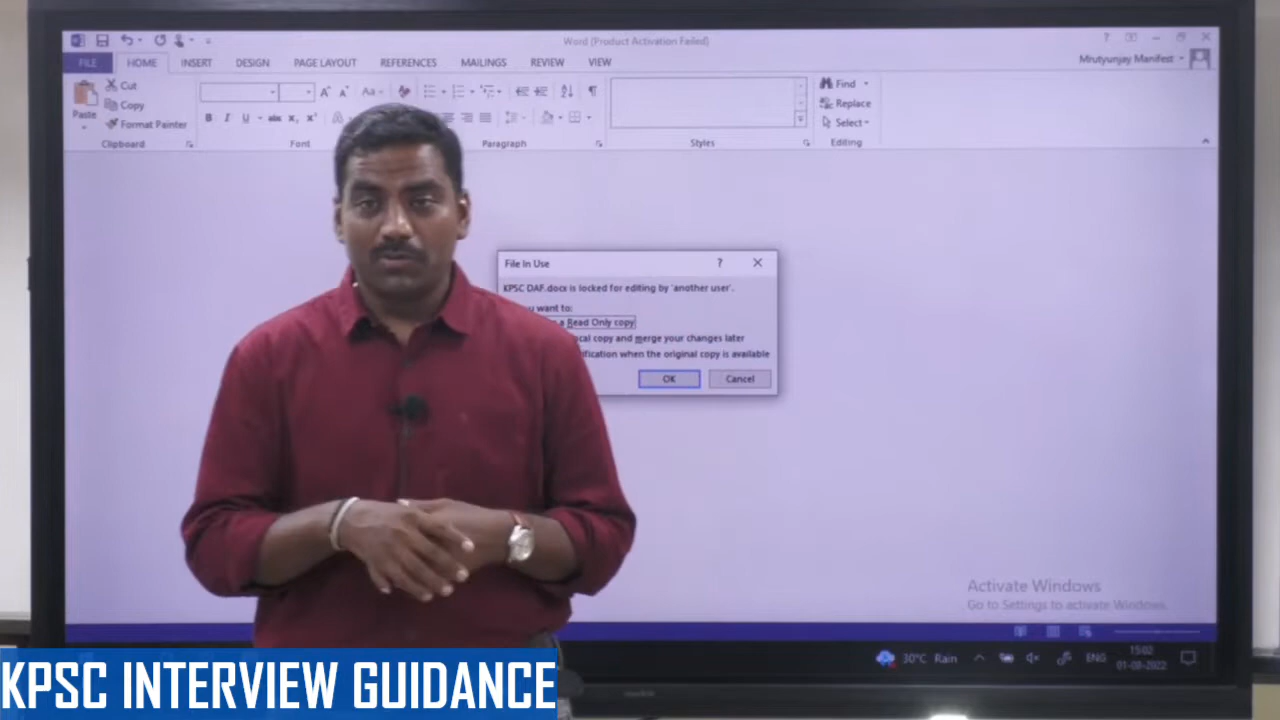 Word (Product Activation Failed)
FILE HOME INSERT DESIGN PAGE LAYOUT REFERENCES MAILINGS REVIEW VIEW
Mrutyunjay Manifest
Cut
Copy
Paste
Format Painter
Clipboard
Font
Paragraph
Styles
Find
Replace
Select
Editing
File In Use
KPSC DAF.docx is locked for editing by 'another user'.
want to:
a Read Only copy
copy and merge your changes later
when the original copy is available
OK Cancel
Activate Windows
Go to Settings to activate Windows.
30°C Rain
ENG
15:02
01-08-2022
KPSC INTERVIEW GUIDANCE